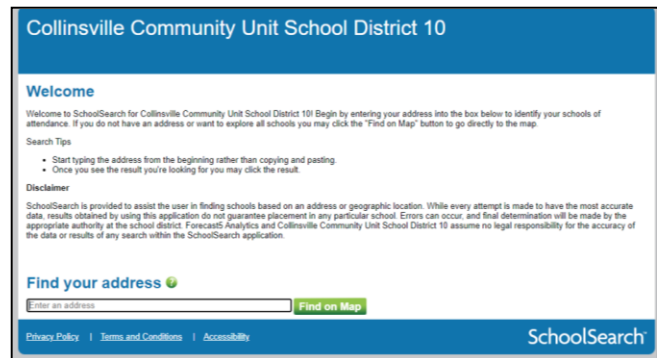 Collinsville Community Unit School District 10
Welcome
Welcome to SchoolSearch for Collinsville Community Unit School District 10! Begin by entering your address into the box below to identify your schools of
attendance. If you do not have an address or want to explore all schools you may click the "Find on Map" button to go directly to the map.
Search Tips
• Start typing the address from the beginning rather than copying and pasting.
• Once you see the result you're looking for you may click the result.
Disclaimer
SchoolSearch is provided to assist the user in finding schools based on an address or geographic location. While every attempt is made to have the most accurate
data, results obtained by using this application do not guarantee placement in any particular school. Errors can occur, and final determination will be made by the
appropriate authority at the school district. Forecast5 Analytics and Collinsville Community Unit School District 10 assume no legal responsibility for the accuracy of
the data or results of any search within the SchoolSearch application.
Find your address ?
Enter an address Find on Map
Privacy Policy | Terms and Conditions | Accessibility SchoolSearch